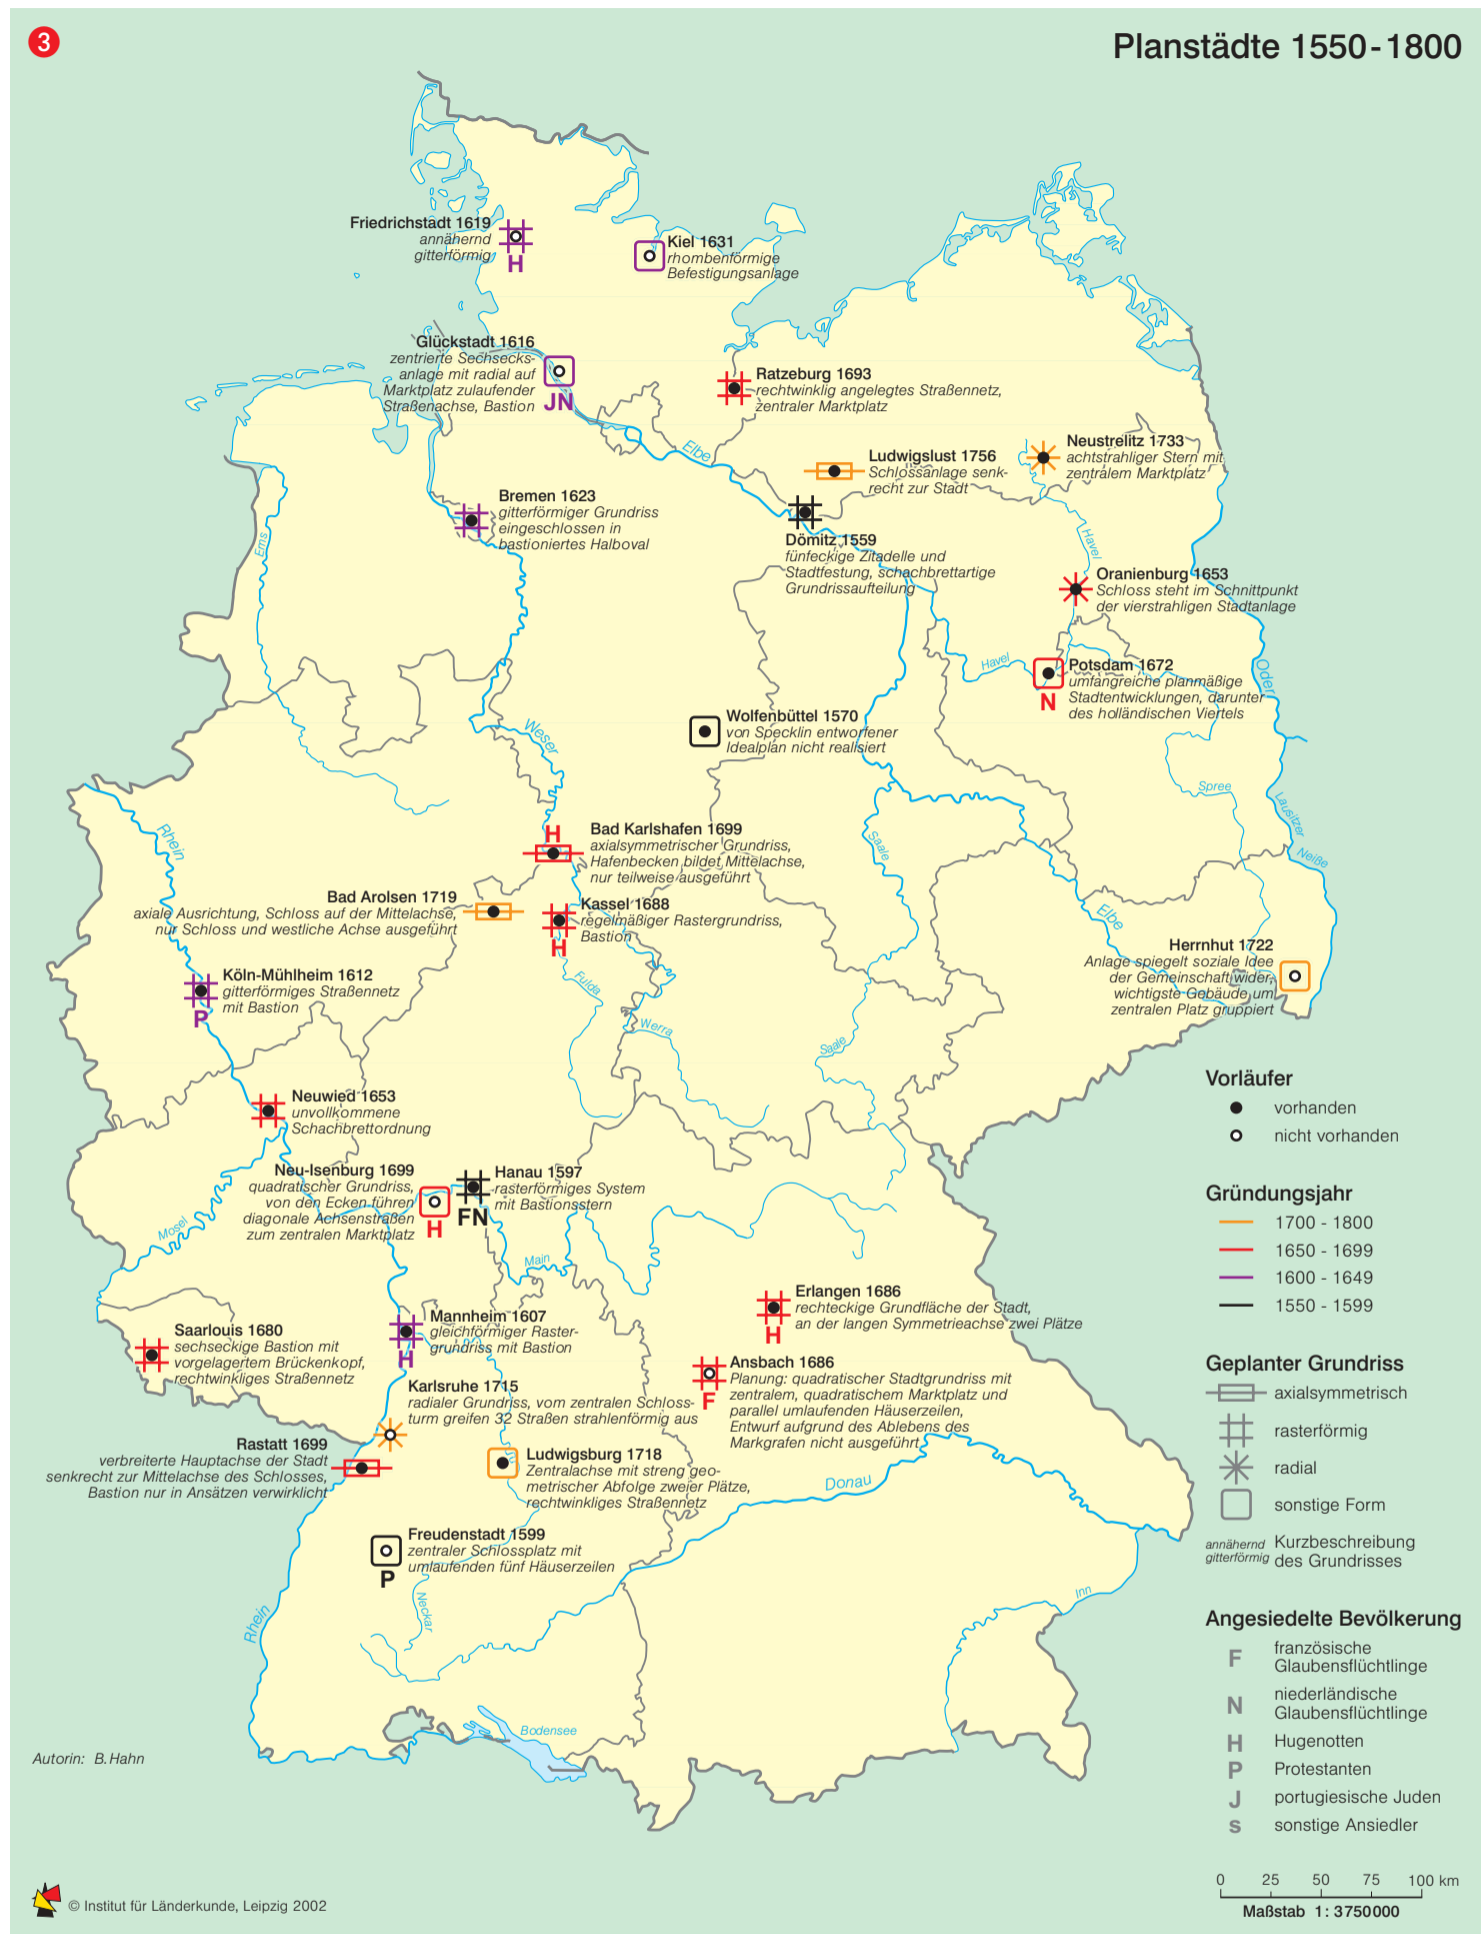 3
Planstädte 1550-1800
Friedrichstadt 1619
annähernd
gitterförmig
H
Kiel 1631
rhombenförmige
Befestigungsanlage
Glückstadt 1616
zentrierte Sechsecks-
anlage mit radial auf
Marktplatz zulaufender
Straßenachse, Bastion
JN
Ratzeburg 1693
rechtwinklig angelegtes Straßennetz,
zentraler Marktplatz
Elbe
Ludwigslust 1756
Schlossanlage senk-
recht zur Stadt
Neustrelitz 1733
achtstrahliger Stern mit
zentralem Marktplatz
Bremen 1623
gitterförmiger Grundriss
eingeschlossen in
bastioniertes Halboval
Ems
Dömitz 1559
fünfeckige Zitadelle und
Stadtfestung, schachbrettartige
Grundrissaufteilung
Havel
Oranienburg 1653
Schloss steht im Schnittpunkt
der vierstrahligen Stadtanlage
Havel
Potsdam 1672
umfangreiche planmäßige
Stadtentwicklungen, darunter
des holländischen Viertels
N
Oder
Wolfenbüttel 1570
von Specklin entworfener
Idealplan nicht realisiert
Weser
Spree
Lausitzer
Neiße
Rhein
H
Bad Karlshafen 1699
axialsymmetrischer Grundriss,
Hafenbecken bildet Mittelachse,
nur teilweise ausgeführt
Saale
Bad Arolsen 1719
axiale Ausrichtung, Schloss auf der Mittelachse,
nur Schloss und westliche Achse ausgeführt
Kassel 1688
regelmäßiger Rastergrundriss,
Bastion
H
Elbe
Herrnhut 1722
Anlage spiegelt soziale Idee
der Gemeinschaft wider,
wichtigste Gebäude um
zentralen Platz gruppiert
Köln-Mühlheim 1612
gitterförmiges Straßennetz
mit Bastion
P
Fulda
Werra
Saale
Neuwied 1653
unvollkommene
Schachbrettordnung
Neu-Isenburg 1699
quadratischer Grundriss,
von den Ecken führen
diagonale Achsenstraßen
zum zentralen Marktplatz
H
Hanau 1597
rasterförmiges System
mit Bastionsstern
FN
Mosel
Main
Erlangen 1686
rechteckige Grundfläche der Stadt,
an der langen Symmetrieachse zwei Plätze
H
Mannheim 1607
gleichförmiger Raster-
grundriss mit Bastion
H
Saarlouis 1680
sechseckige Bastion mit
vorgelagertem Brückenkopf,
rechtwinkliges Straßennetz
Ansbach 1686
Planung: quadratischer Stadtgrundriss mit
zentralem, quadratischem Marktplatz und
parallel umlaufenden Häuserzeilen,
Entwurf aufgrund des Ablebens des
Markgrafen nicht ausgeführt
F
Karlsruhe 1715
radialer Grundriss, vom zentralen Schloss-
turm greifen 32 Straßen strahlenförmig aus
Rastatt 1699
verbreiterte Hauptachse der Stadt
senkrecht zur Mittelachse des Schlosses,
Bastion nur in Ansätzen verwirklicht
Ludwigsburg 1718
Zentralachse mit streng geo-
metrischer Abfolge zweier Plätze,
rechtwinkliges Straßennetz
Donau
Freudenstadt 1599
zentraler Schlossplatz mit
umlaufenden fünf Häuserzeilen
P
Neckar
Rhein
Inn
Bodensee
Vorläufer
vorhanden
nicht vorhanden
Gründungsjahr
1700 - 1800
1650 - 1699
1600 - 1649
1550 - 1599
Geplanter Grundriss
axialsymmetrisch
rasterförmig
radial
sonstige Form
annähernd
gitterförmig
Kurzbeschreibung
des Grundrisses
Angesiedelte Bevölkerung
F französische
Glaubensflüchtlinge
N niederländische
Glaubensflüchtlinge
H Hugenotten
P Protestanten
J portugiesische Juden
s sonstige Ansiedler
Autorin: B.Hahn
© Institut für Länderkunde, Leipzig 2002
0 25 50 75 100 km
Maßstab 1:3750000